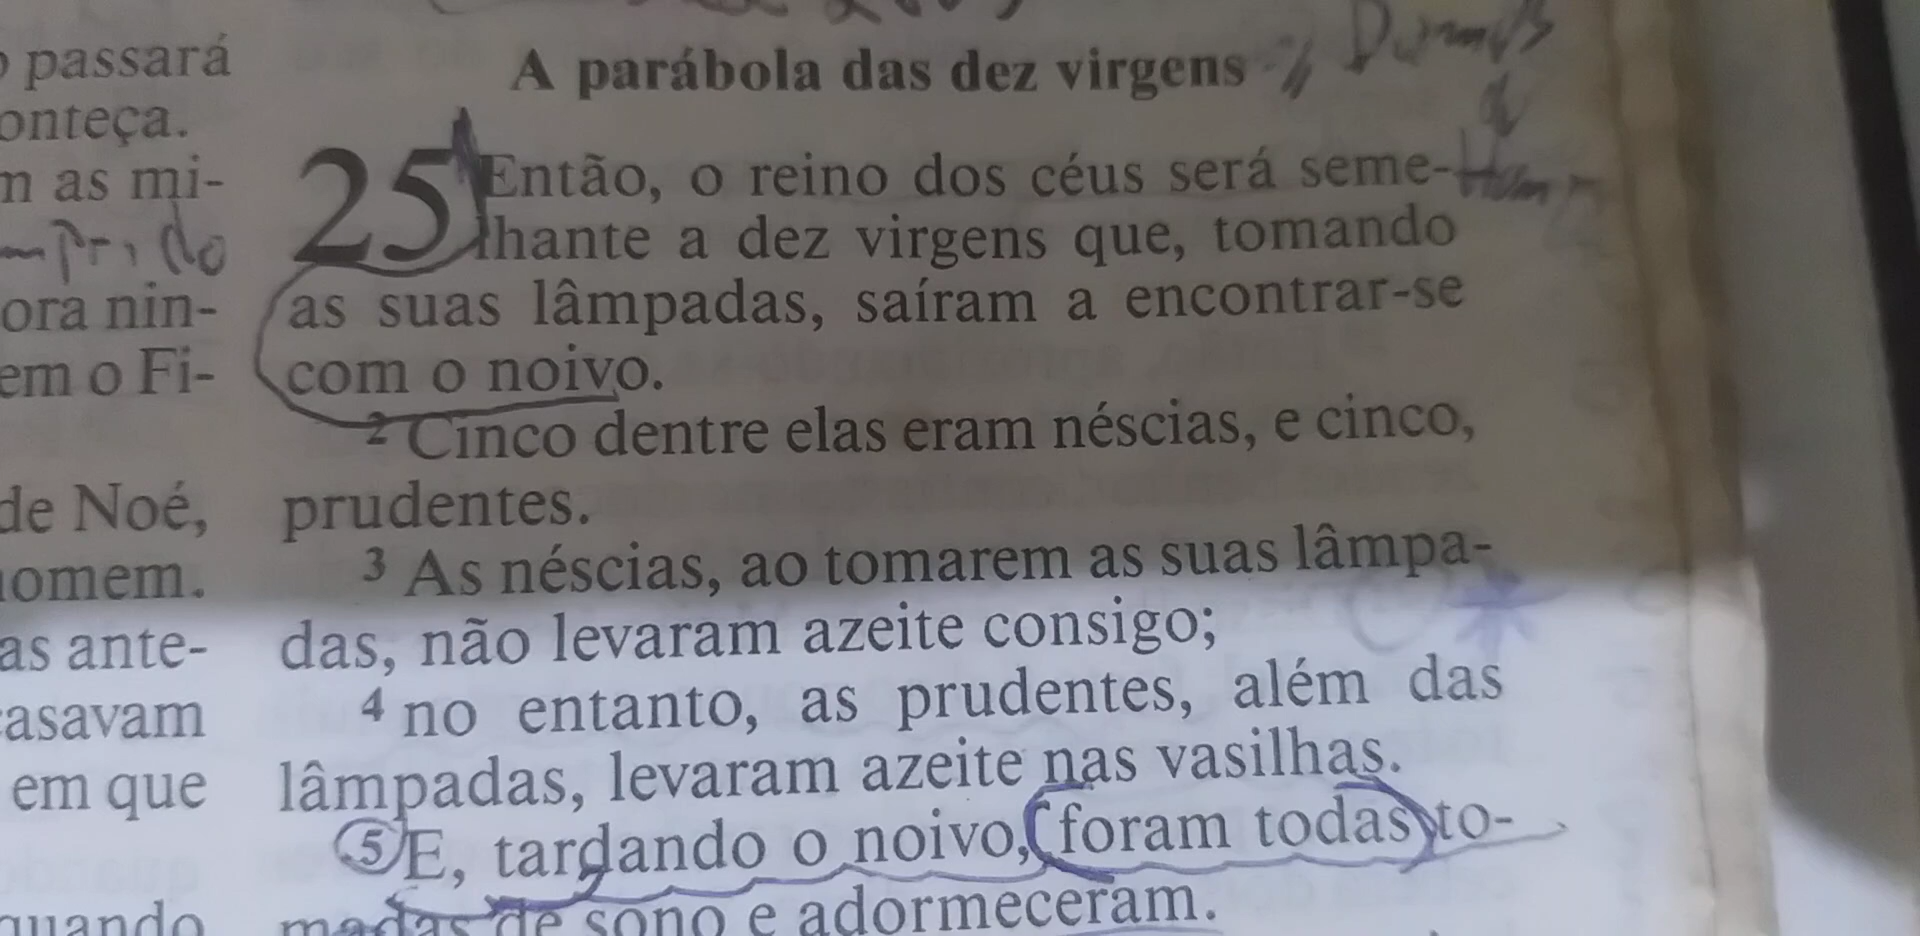 passará
onteça.
m as mi-
ora nin-
em o Fi-
de Noé,
omem.
as ante-
asavam
em que
quando
A parábola das dez virgens
25 Então, o reino dos céus será seme-
lhante a dez virgens que, tomando
as suas lâmpadas, saíram a encontrar-se
com o noivo.
2 Cinco dentre elas eram néscias, e cinco,
prudentes.
3 As néscias, ao tomarem as suas lâmpa-
das, não levaram azeite consigo;
4 no entanto, as prudentes, além das
lâmpadas, levaram azeite nas vasilhas.
5 E, tardando o noivo, foram todas to-
madas de sono e adormeceram.